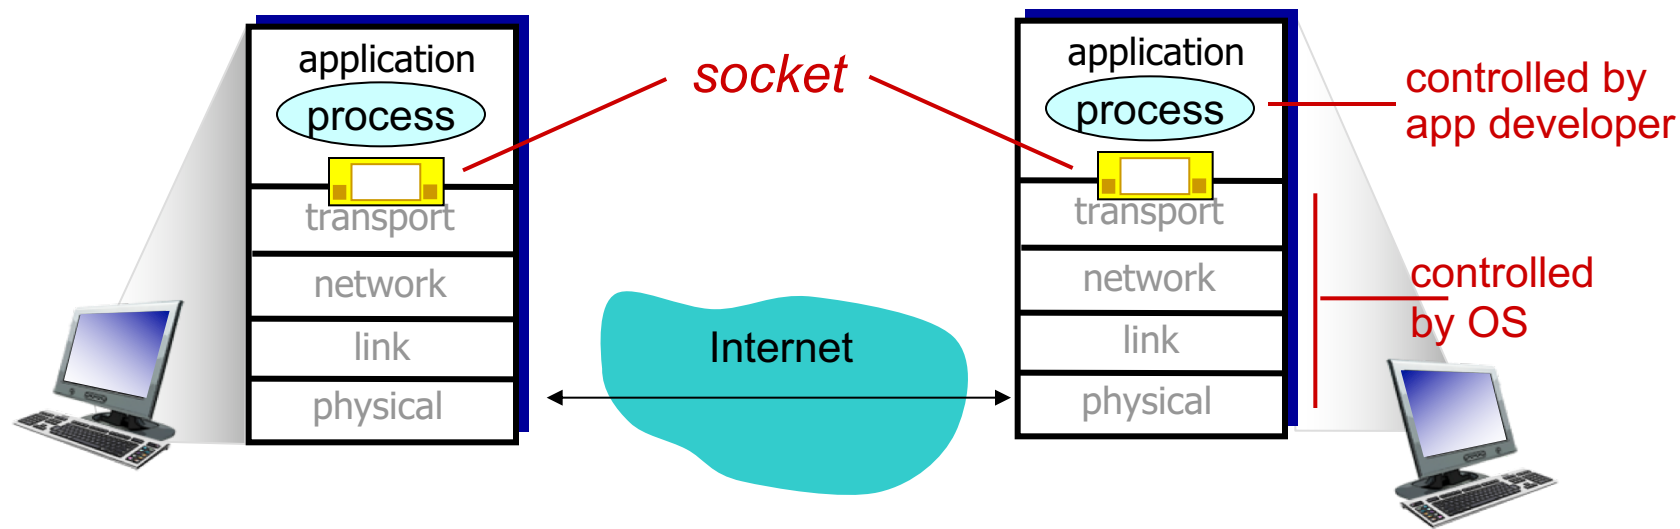 application
process
transport
network
link
physical
socket
Internet
application
process
transport
network
link
physical
controlled by
app developer
controlled
by OS